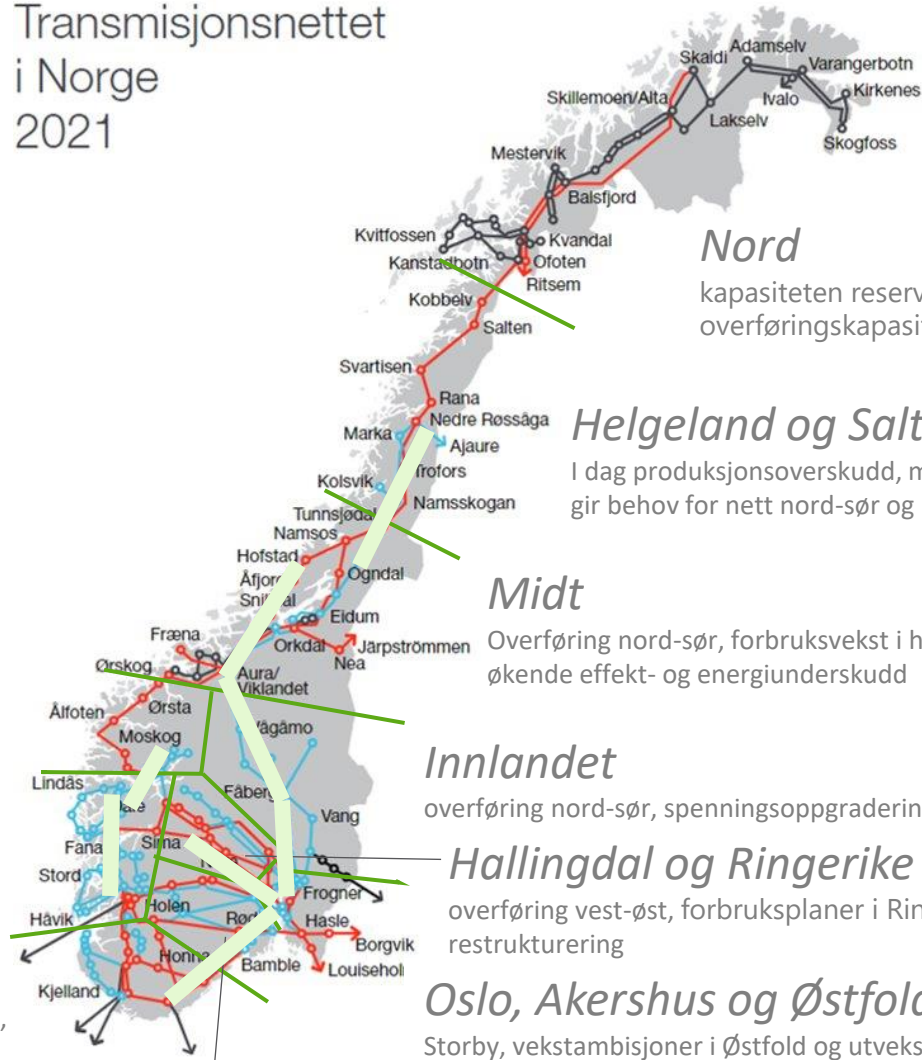 Transmisjonsnettet
i Norge
2021
Skaidi
Adamselv
Varangerbotn
Kirkenes
Ivalo
Skillemoen/Alta
Lakselv
Skogfoss
Mestervik
Balsfjord
Kvitfossen
Kvandal
Kanstadbotn
Ofoten
Ritsem
Kobbelv
Salten
Nord
kapasiteten reserv
overføringskapasit
Svartisen
Rana
Nedre Røssåga
Marka
Ajaure
Trofors
Kolsvik
Namsskogan
Helgeland og Salt
I dag produksjonsoverskudd, m
gir behov for nett nord-sør og
Tunnsjødal
Namsos
Hofstad
Åfjord
Ogndal
Eidum
Fræna
Orkdal
Järpströmmen
Nea
Midt
Overføring nord-sør, forbruksvekst i h
økende effekt- og energiunderskudd
Ørskog
Aura/
Viklandet
Ørsta
Ålfoten
Vågåmo
Moskog
Innlandet
overføring nord-sør, spenningsoppgraderin
Lindås
Fåberg
Vang
Sima
Fana
Hallingdal og Ringerike
overføring vest-øst, forbruksplaner i Rin
restrukturering
Stord
Frogner
Håvik
Holen
Hasle
Borgvik
Bamble
Kjelland
Oslo, Akershus og Østfold
Storby, vekstambisjoner i Østfold og utveks
,